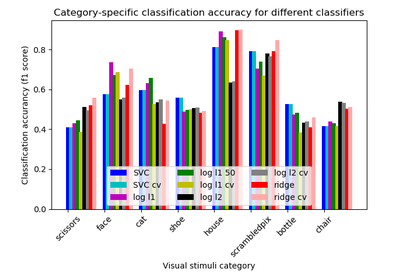 Category-specific classification accuracy for different classifiers
Classification accurancy (f1 score)
0.8
0.6
0.4
0.2
0.0
SVC
SVC cv
log l1
log l1 50
log l1 cv
log l2
log l2 cv
ridge
ridge cv
scissors
face
cat
shoe
house
scrambledpix
bottle
chair
Visual stimuli category